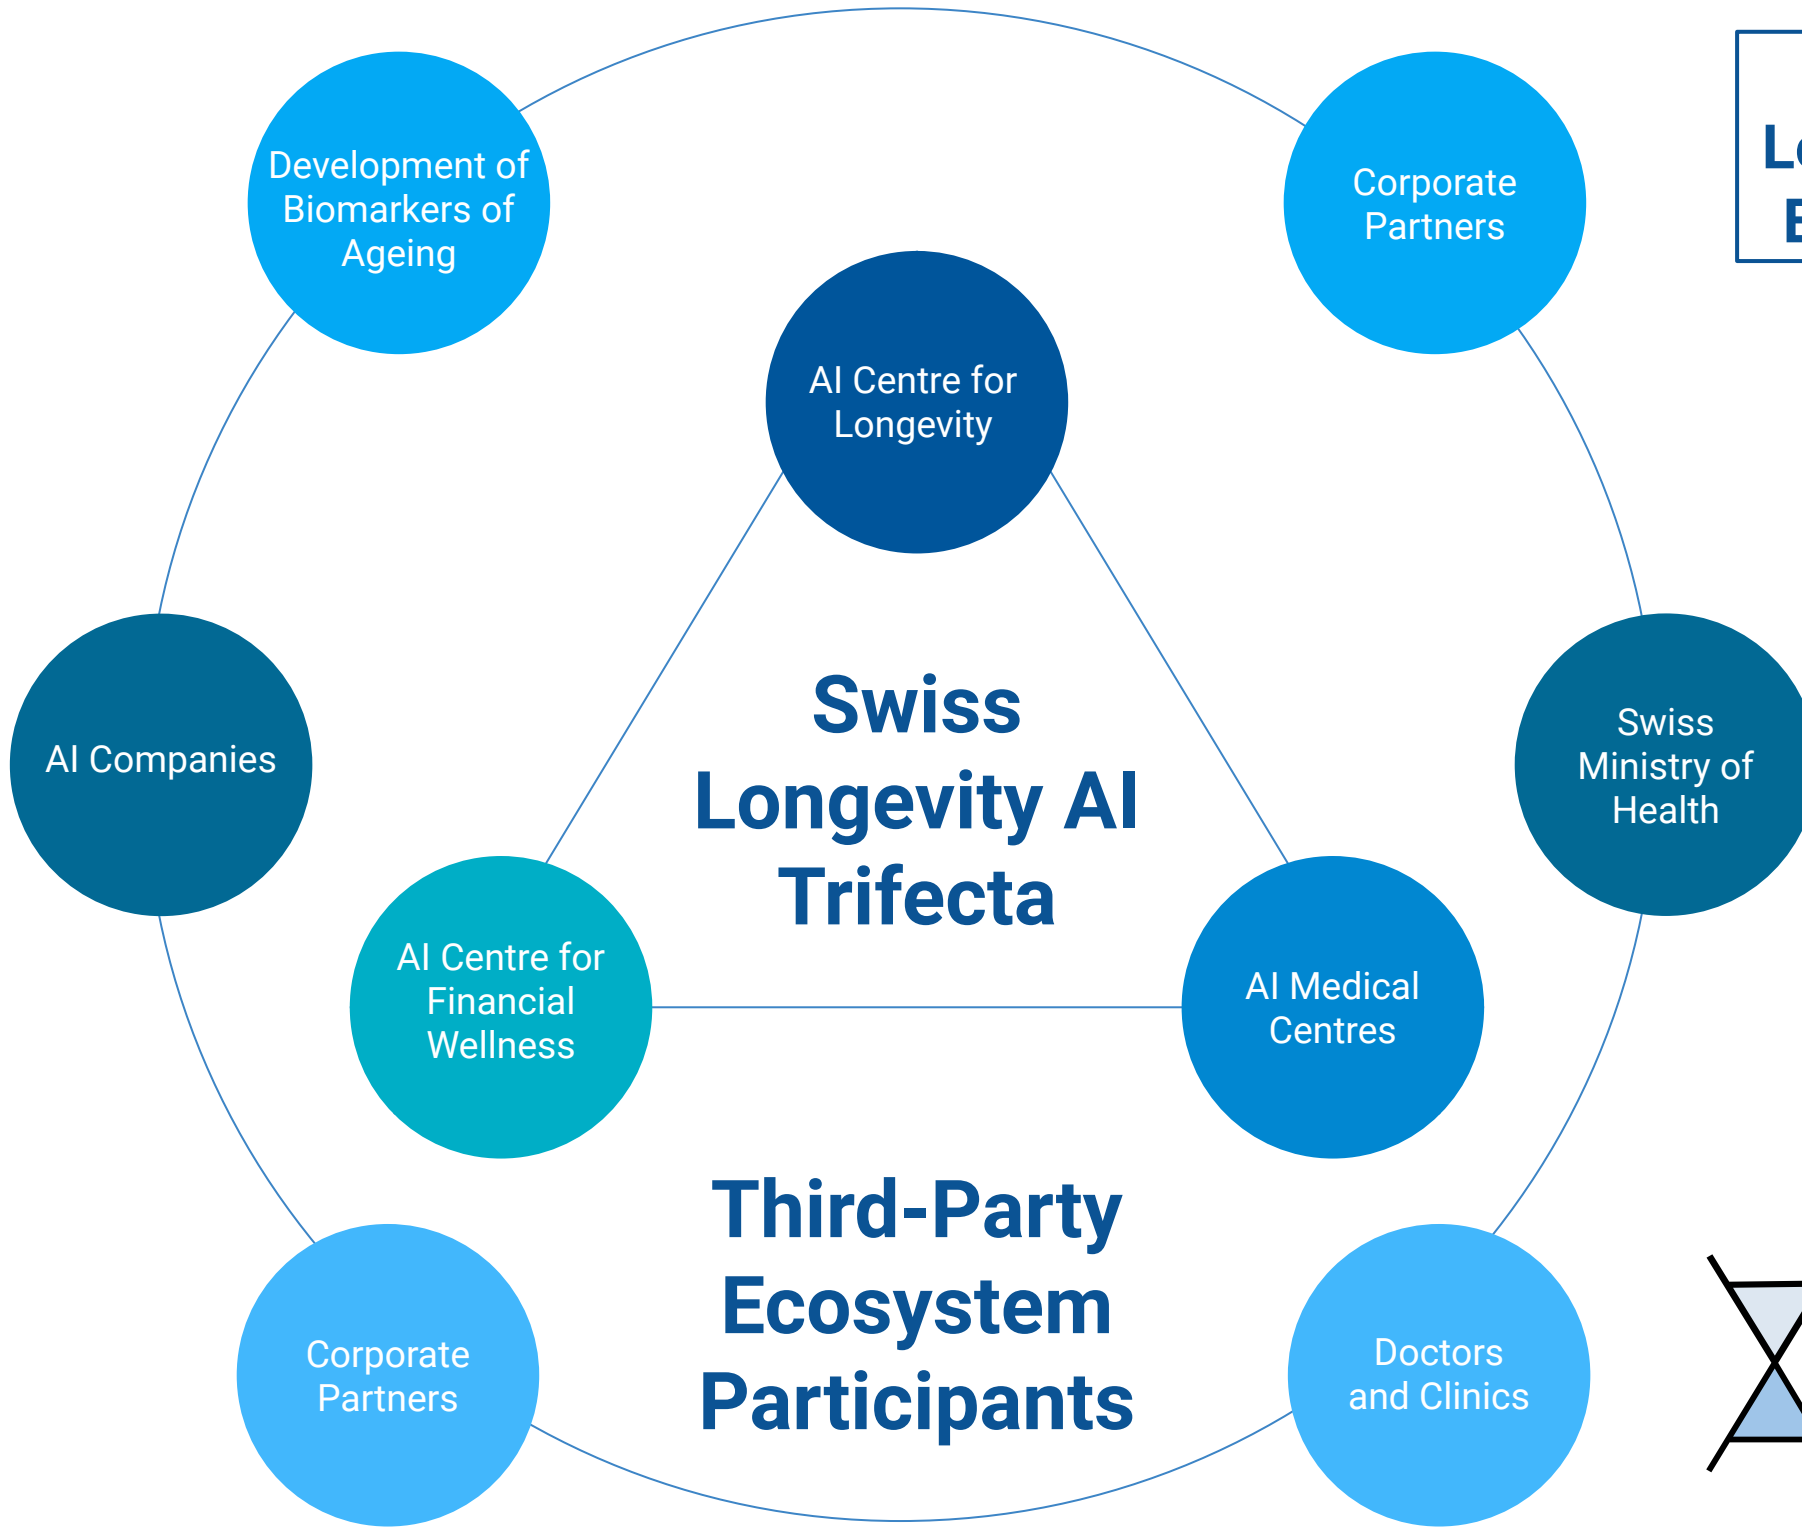 Development of
Biomarkers of
Ageing
Corporate
Partners
AI Centre for
Longevity
AI Companies
Swiss
Longevity AI
Trifecta
Swiss
Ministry of
Health
AI Centre for
Financial
Wellness
AI Medical
Centres
Third-Party
Ecosystem
Participants
Corporate
Partners
Doctors
and Clinics